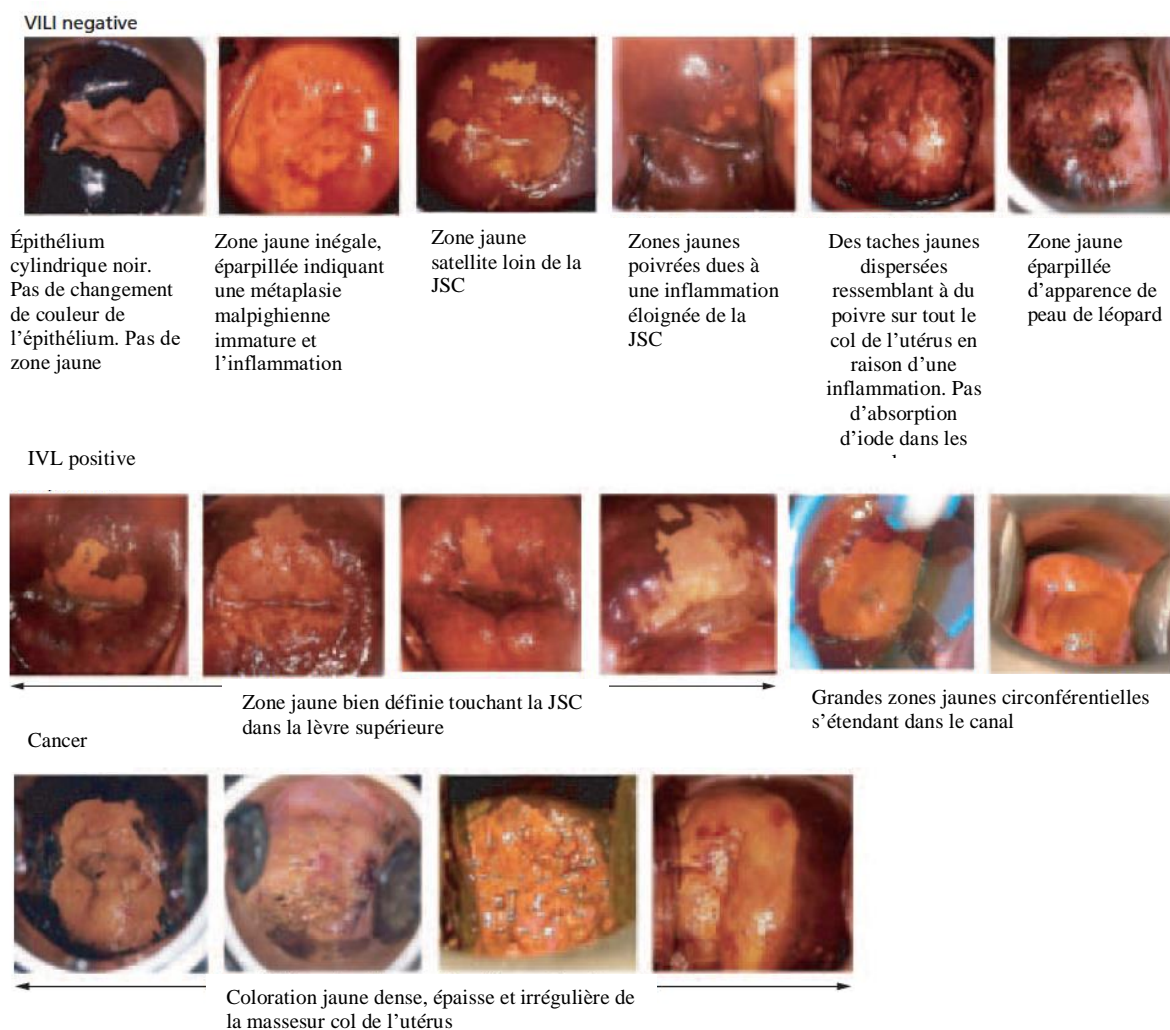 VILI negative
Épithélium
cylindrique noir.
Pas de changement
de couleur de
l’épithélium. Pas de
zone jaune
Zone jaune inégale,
éparpillée indiquant
une métaplasie
malpighienne
immature et
l’inflammation
Zone jaune
satellite loin de la
JSC
Zones jaunes
poivrées dues à
une inflammation
éloignée de la
JSC
Des taches jaunes
dispersées
ressemblant à du
poivre sur tout le
col de l’utérus en
raison d’une
inflammation. Pas
d’absorption
d’iode dans les
Zone jaune
éparpillée
d’apparence de
peau de léopard
IVL positive
Zone jaune bien définie touchant la JSC
dans la lèvre supérieure
Grandes zones jaunes circonférentielles
s’étendant dans le canal
Cancer
Coloration jaune dense, épaisse et irrégulière de
la massesur col de l’utérus